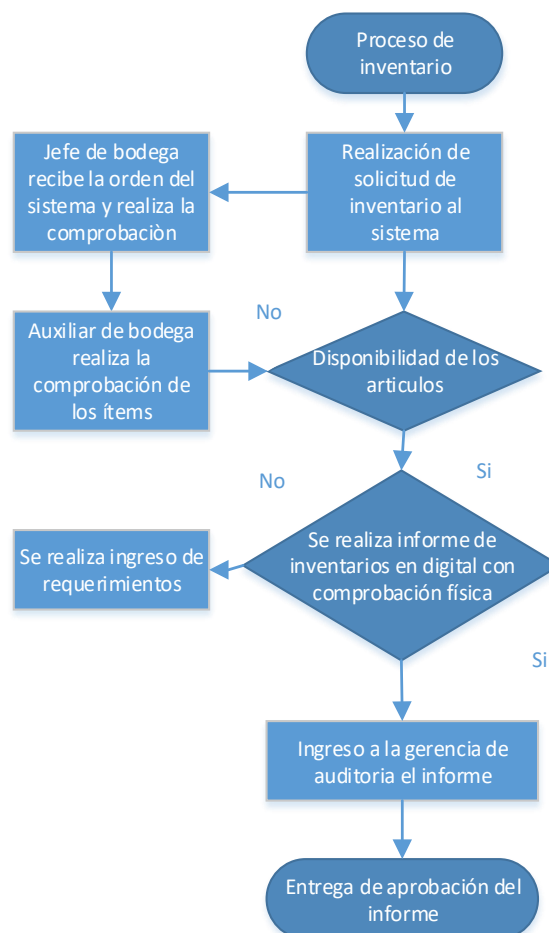 Proceso de
inventario
Jefe de bodega
recibe la orden del
sistema y realiza la
comprobaciòn
Realización de
solicitud de
inventario al
sistema
Auxiliar de bodega
realiza la
comprobación de
los ítems
No
Disponibilidad de los
articulos
No
Si
Se realiza ingreso de
requerimientos
Se realiza informe de
inventarios en digital con
comprobación física
Si
Ingreso a la gerencia de
auditoria el informe
Entrega de aprobación del
informe